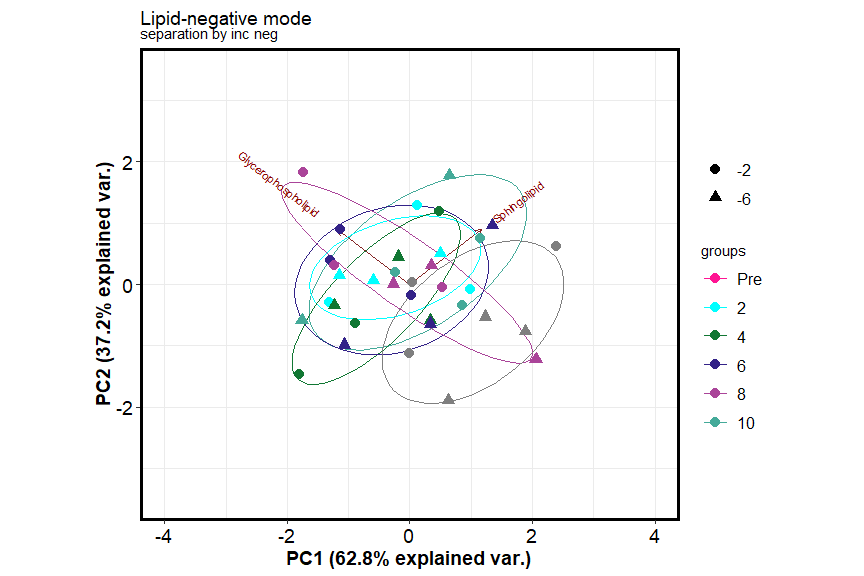 Lipid-negative mode
separation by inc neg
PC2 (37.2% explained var.)
2
0
-2
Glycerophospholipid
Sphingolipid
-4
-2
0
2
4
PC1 (62.8% explained var.)
-2
-6
groups
Pre
2
4
6
8
10